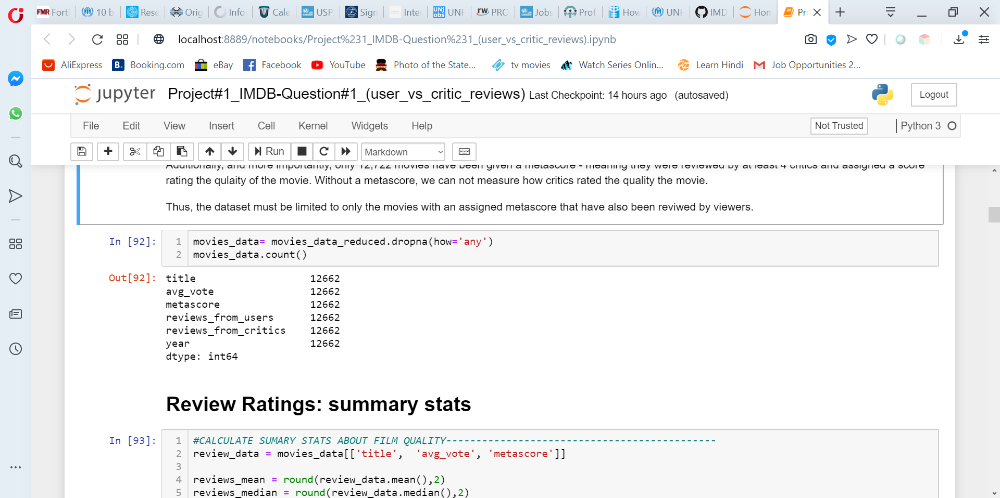 FMR Fort
10 b
Rese
Orig
Info
Cale
USP
Sign
Inte
UNj obs UNH
rw PRO
Jobs
Prof
How
UNH
IMD
Hon
Pr
localhost:8889/notebooks/Project%231_IMDB-Question%231_(user_vs_critic_reviews).ipynb
AliExpress B. Booking.com eBay Facebook YouTube Photo of the State... tv movies Watch Series Onlin... Learn Hindi Job Opportunities 2...
jupyter Project#1_IMDB-Question#1_(user_vs_critic_reviews) Last Checkpoint: 14 hours ago (autosaved) Logout
File Edit View Insert Cell Kernel Widgets Help Not Trusted Python 3
Run Markdown
Additionally, and more importantly, only 12,722 movies have been given a metascore - meaning they were reviewed by at least 4 critics and assigned a score
rating the qulaity of the movie. Without a metascore, we can not measure how critics rated the quality the movie.
Thus, the dataset must be limited to only the movies with an assigned metascore that have also been reviwed by viewers.
In [92]: 1 movies_data= movies_data_reduced.dropna(how='any')
2 movies_data.count()
Out[92]: title 12662
avg_vote 12662
metascore 12662
reviews_from_users 12662
reviews_from_critics 12662
year 12662
dtype: int64
Review Ratings: summary stats
In [93]: 1 #CALCULATE SUMARY STATS ABOUT FILM QUALITY---------------------------------------------
2 review_data = movies_data[['title', 'avg_vote', 'metascore']]
3
4 reviews_mean = round(review_data.mean(),2)
5 reviews_median = round(review_data.median(),2)